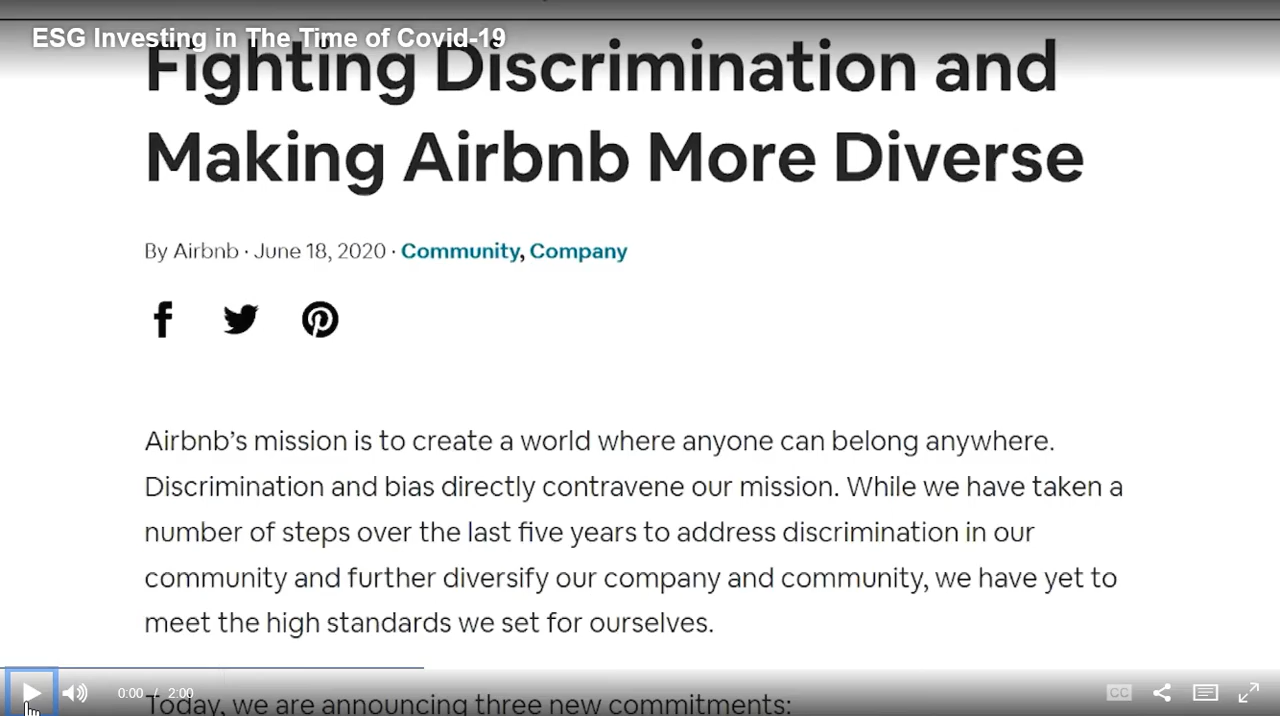 ESG Investing in The Time of Covid-19
Fighting Discrimination and
Making Airbnb More Diverse
By Airbnb · June 18, 2020 · Community, Company
Airbnb’s mission is to create a world where anyone can belong anywhere.
Discrimination and bias directly contravene our mission. While we have taken a
number of steps over the last five years to address discrimination in our
community and further diversify our company and community, we have yet to
meet the high standards we set for ourselves.
0:00 / 2:00
CC
Today, we are announcing three new commitments: